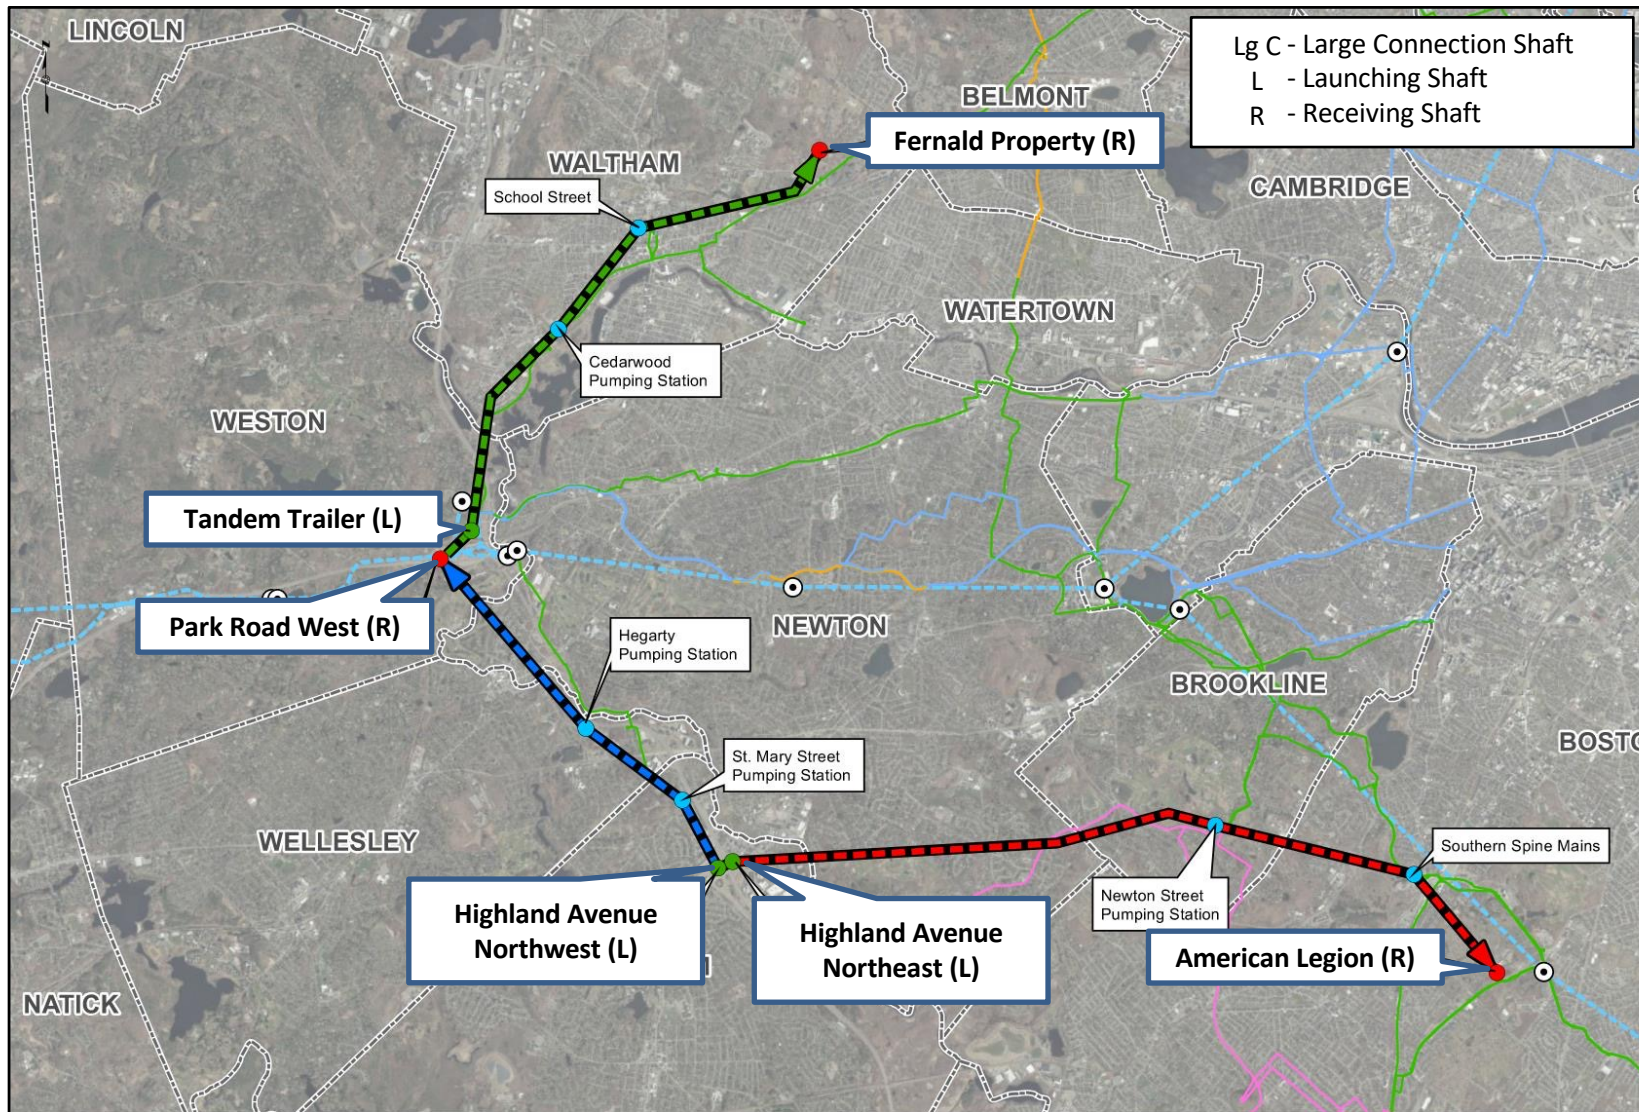 LINCOLN
Lg C - Large Connection Shaft
L - Launching Shaft
R - Receiving Shaft
BELMONT
Fernald Property (R)
WALTHAM
School Street
CAMBRIDGE
WATERTOWN
Cedarwood
Pumping Station
WESTON
Tandem Trailer (L)
Park Road West (R)
NEWTON
Hegarty
Pumping Station
BROOKLINE
BOSTO
St. Mary Street
Pumping Station
WELLESLEY
Southern Spine Mains
Newton Street
Pumping Station
Highland Avenue
Northwest (L)
Highland Avenue
Northeast (L)
American Legion (R)
NATICK